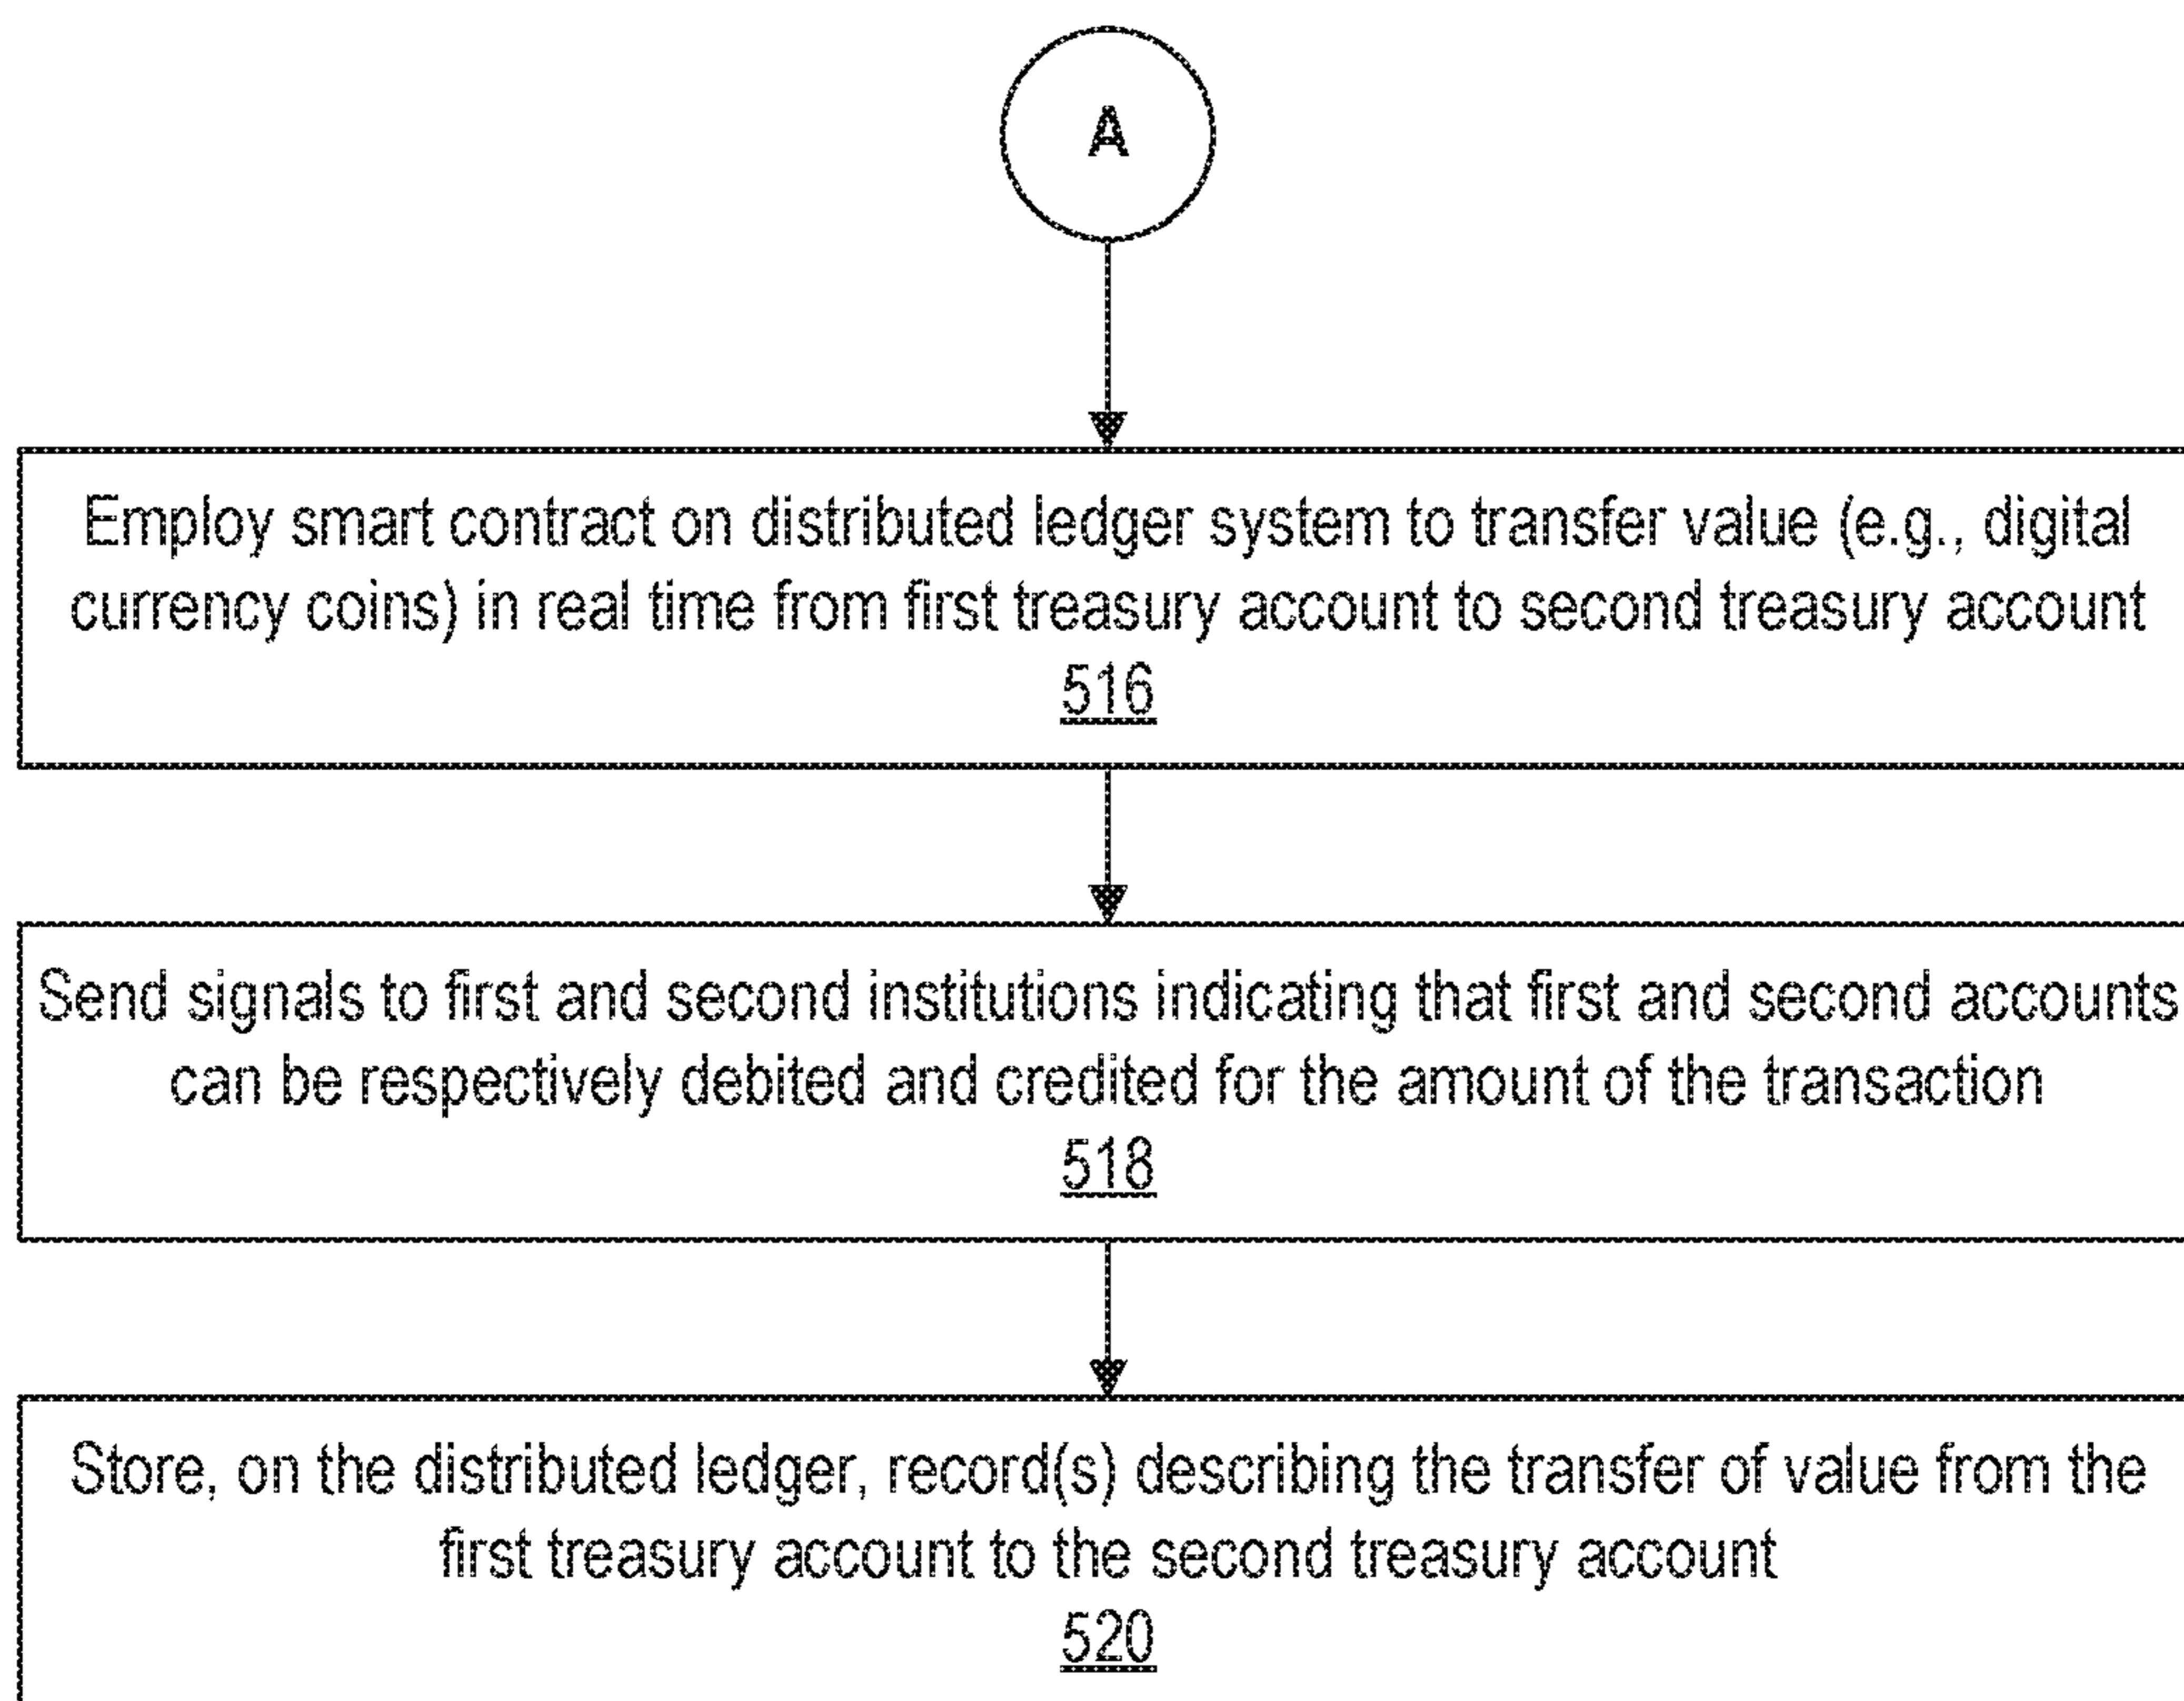 A
Employ smart contract on distributed ledger system to transfer value (e.g., digital
currency coins) in real time from first treasury account to second treasury account
516
Send signals to first and second institutions indicating that first and second accounts
can be respectively debited and credited for the amount of the transaction
518
Store, on the distributed ledger, record(s) describing the transfer of value from the
first treasury account to the second treasury account
520